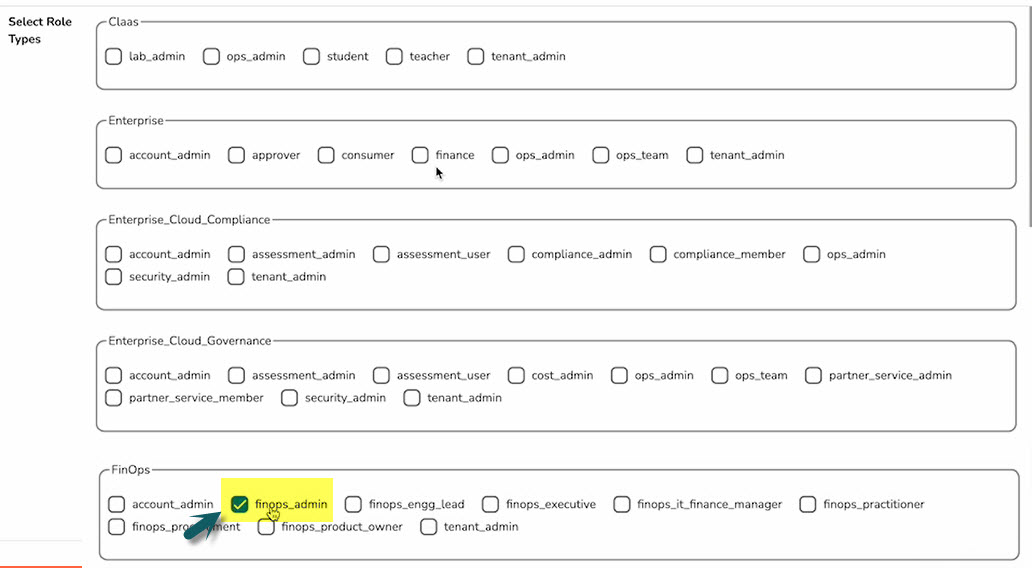 Select Role
Types
Claas
lab_admin ops_admin student teacher tenant_admin
Enterprise
account_admin approver consumer finance ops_admin ops_team tenant_admin
Enterprise_Cloud_Compliance
account_admin assessment_admin assessment_user compliance_admin compliance_member ops_admin
security_admin tenant_admin
Enterprise_Cloud_Governance
account_admin assessment_admin assessment_user cost_admin ops_admin ops_team partner_service_admin
partner_service_member security_admin tenant_admin
FinOps
account_admin finops_admin finops_engg_lead finops_executive finops_it_finance_manager finops_practitioner
finops_product_owner tenant_admin